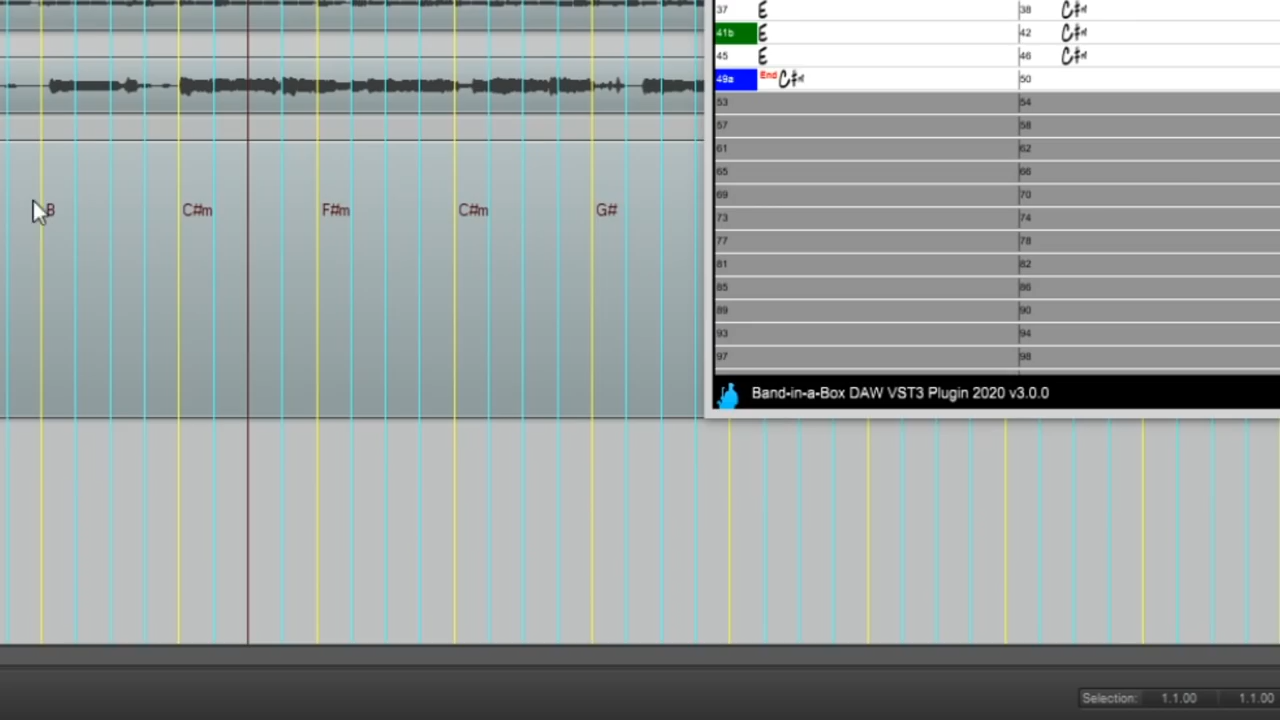 37 E 38 C#m
41b E 42 C#m
45 E 46 C#m
49a End C#m 50
53 54
57 58
61 62
65 66
69 70
73 74
77 78
81 82
85 86
89 90
93 94
97 98
B C#m F#m C#m G#
Band-in-a-Box DAW VST3 Plugin 2020 v3.0.0
Selection: 1.1.00 1.1.00